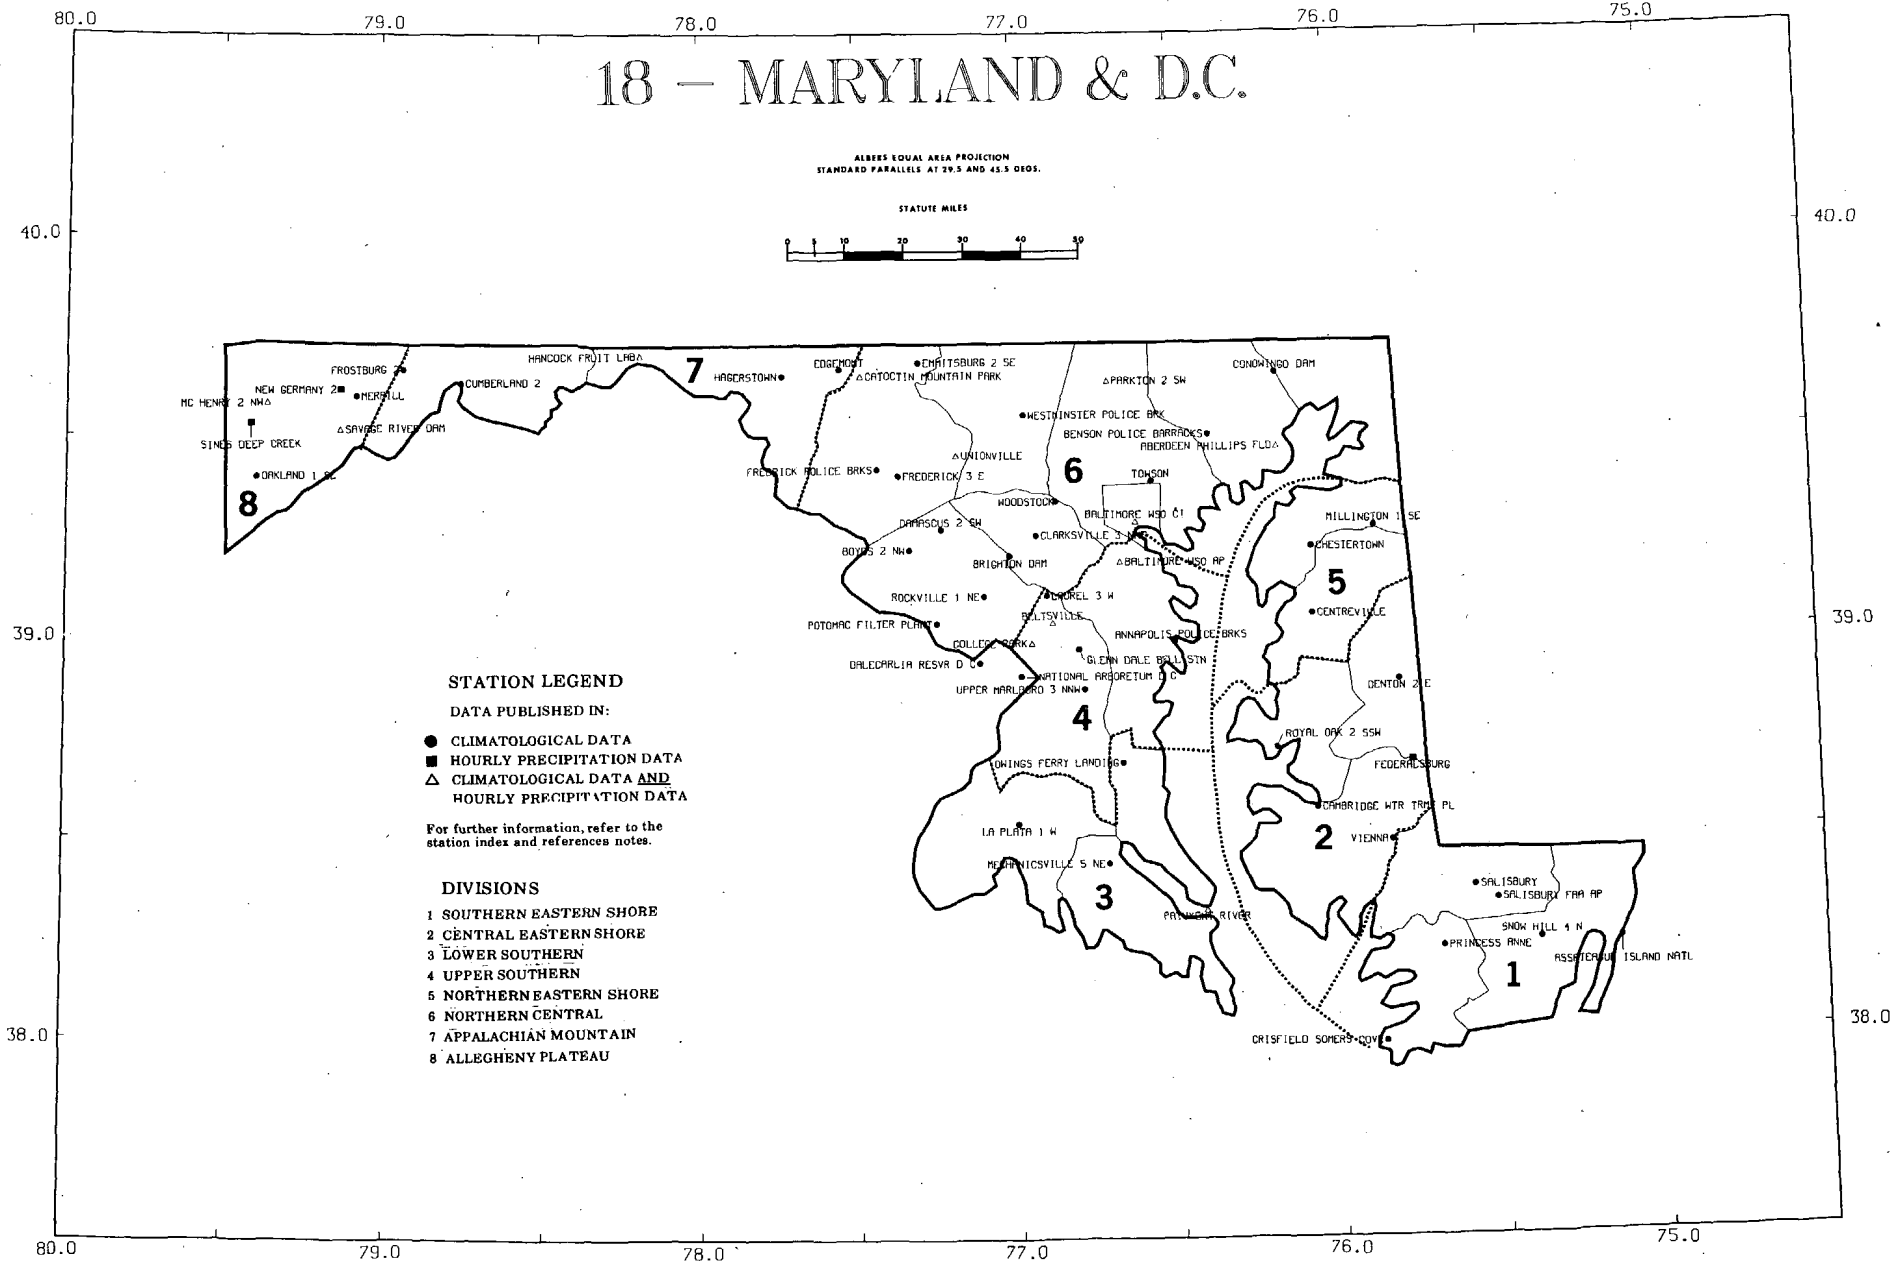 80.0 79.0 78.0 77.0 76.0 75.0
18 – MARYLAND & D.C.
ALBERS EQUAL AREA PROJECTION
STANDARD PARALLELS AT 29.5 AND 45.5 DEGS.
STATUTE MILES
0 5 10 20 30 40 50
40.0 40.0
HANCOCK FRUIT LAB
7
EDGEMONT
EMMITSBURG 2 SE
CONOWINGO DAM
FROSTBURG 2
HAGERSTOWN
CATOCTIN MOUNTAIN PARK
PARKTON 2 SW
CUMBERLAND 2
NEW GERMANY 2
MERRILL
MC HENRY 2 NW
WESTMINSTER POLICE BRK
SAVAGE RIVER DAM
BENSON POLICE BARRACKS
SINES DEEP CREEK
ABERDEEN PHILLIPS FLD
UNIONVILLE
6
FREDRICK POLICE BRKS
FREDERICK 3 E
TOWSON
OAKLAND 1 SE
8
WOODSTOCK
BALTIMORE WSO CI
MILLINGTON 1 SE
DAMASCUS 2 SW
CLARKSVILLE 3 NNE
CHESTERTOWN
BOYDS 2 NW
BRIGHTON DAM
BALTIMORE WSO AP
5
ROCKVILLE 1 NE
LAUREL 3 W
CENTREVILLE
BELTSVILLE
POTOMAC FILTER PLANT
39.0 39.0
ANNAPOLIS POLICE BRKS
COLLEGE PARK
GLENN DALE BELL STN
DALECARLIA RESVR D C
NATIONAL ARBORETUM D C
DENTON 2 E
UPPER MARLBORO 3 NNW
4
ROYAL OAK 2 SSW
OWINGS FERRY LANDING
FEDERALSBURG
CAMBRIDGE WTR TRMT PL
LA PLATA 1 W
2
VIENNA
MECHANICSVILLE 5 NE
3
SALISBURY
SALISBURY FAA AP
PATUXENT RIVER
SNOW HILL 4 N
PRINCESS ANNE
ASSATEAGUE ISLAND NATL
1
CRISFIELD SOMERS COVE
STATION LEGEND
DATA PUBLISHED IN:
CLIMATOLOGICAL DATA
HOURLY PRECIPITATION DATA
CLIMATOLOGICAL DATA AND
HOURLY PRECIPITATION DATA
For further information, refer to the
station index and references notes.
DIVISIONS
1 SOUTHERN EASTERN SHORE
2 CENTRAL EASTERN SHORE
3 LOWER SOUTHERN
4 UPPER SOUTHERN
5 NORTHERN EASTERN SHORE
6 NORTHERN CENTRAL
7 APPALACHIAN MOUNTAIN
8 ALLEGHENY PLATEAU
38.0 38.0
80.0 79.0 78.0 77.0 76.0 75.0